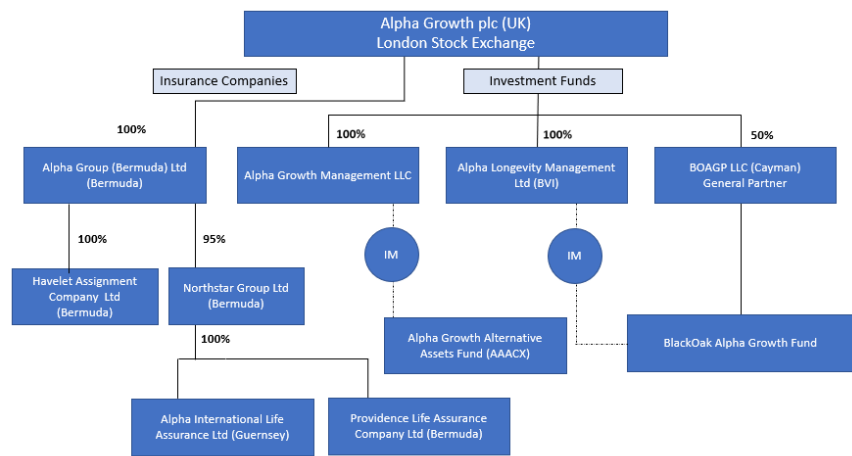 Alpha Growth plc (UK)
London Stock Exchange
Insurance Companies
Investment Funds
100%
100%
100%
50%
Alpha Group (Bermuda) Ltd
(Bermuda)
Alpha Growth Management LLC
Alpha Longevity Management
Ltd (BVI)
BOAGP LLC (Cayman)
General Partner
100%
95%
IM
IM
Havelet Assignment
Company Ltd
(Bermuda)
Northstar Group Ltd
(Bermuda)
100%
Alpha Growth Alternative
Assets Fund (AAACX)
BlackOak Alpha Growth Fund
Alpha International Life
Assurance Ltd (Guernsey)
Providence Life Assurance
Company Ltd (Bermuda)